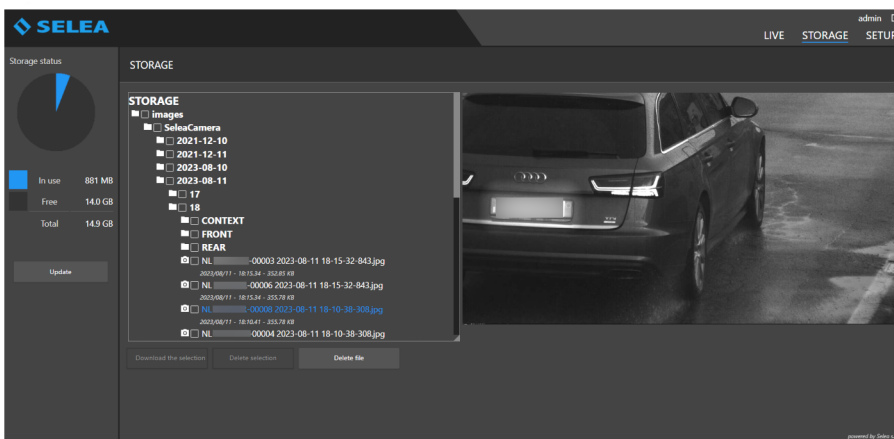 SELEA
admin
LIVE STORAGE SETUP
Storage status
STORAGE
STORAGE
images
SeleaCamera
2021-12-10
2021-12-11
2023-08-10
2023-08-11
17
18
CONTEXT
FRONT
REAR
NL -00003 2023-08-11 18-15-32-843.jpg
2023/08/11 - 18:15.34 - 352.85 KB
NL -00006 2023-08-11 18-15-32-843.jpg
2023/08/11 - 18:15.34 - 355.78 KB
NL -00008 2023-08-11 18-10-38-308.jpg
2023/08/11 - 18:10.41 - 355.78 KB
NL -00004 2023-08-11 18-10-38-308.jpg
In use 881 MB
Free 14.0 GB
Total 14.9 GB
Update
Download the selection Delete selection Delete file
powered by Selea